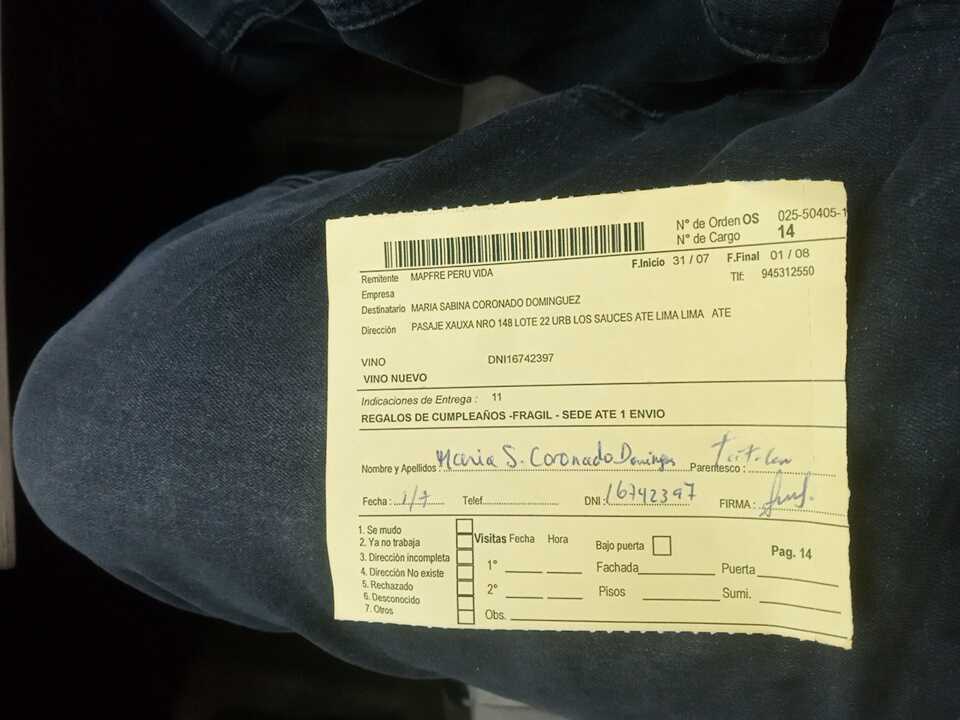 N° de Orden OS 025-50405-1
N° de Cargo 14
F.Inicio 31 / 07 F.Final 01 / 08
Remitente MAPFRE PERU VIDA
Tlf: 945312550
Empresa
Destinatario MARIA SABINA CORONADO DOMINGUEZ
Dirección PASAJE XAUXA NRO 148 LOTE 22 URB LOS SAUCES ATE LIMA LIMA ATE
VINO DNI16742397
VINO NUEVO
Indicaciones de Entrega : 11
REGALOS DE CUMPLEAÑOS -FRAGIL - SEDE ATE 1 ENVIO
Nombre y Apellidos : Maria S. Coronado Parentesco :
Fecha : 1/7 Telef. DNI : 16742397 FIRMA :
1. Se mudo
2. Ya no trabaja
3. Dirección incompleta
4. Dirección No existe
5. Rechazado
6. Desconocido
7. Otros
Visitas Fecha Hora Bajo puerta Pag. 14
1° Fachada Puerta
2° Pisos Sumi.
Obs.